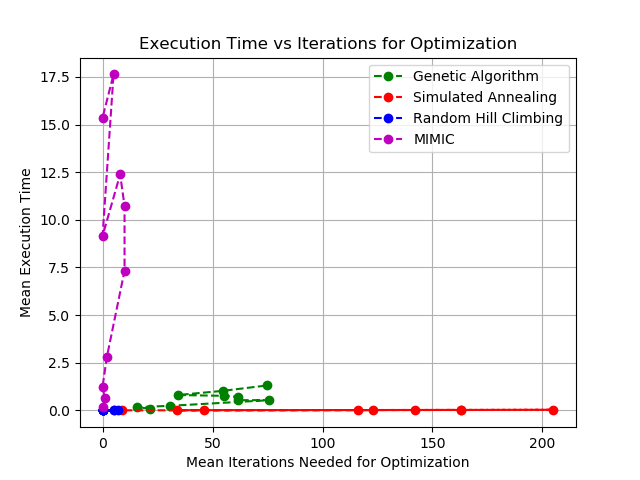 Execution Time vs Iterations for Optimization
Genetic Algorithm
Simulated Annealing
Random Hill Climbing
MIMIC
Mean Execution Time
17.5
15.0
12.5
10.0
7.5
5.0
2.5
0.0
0 50 100 150 200
Mean Iterations Needed for Optimization